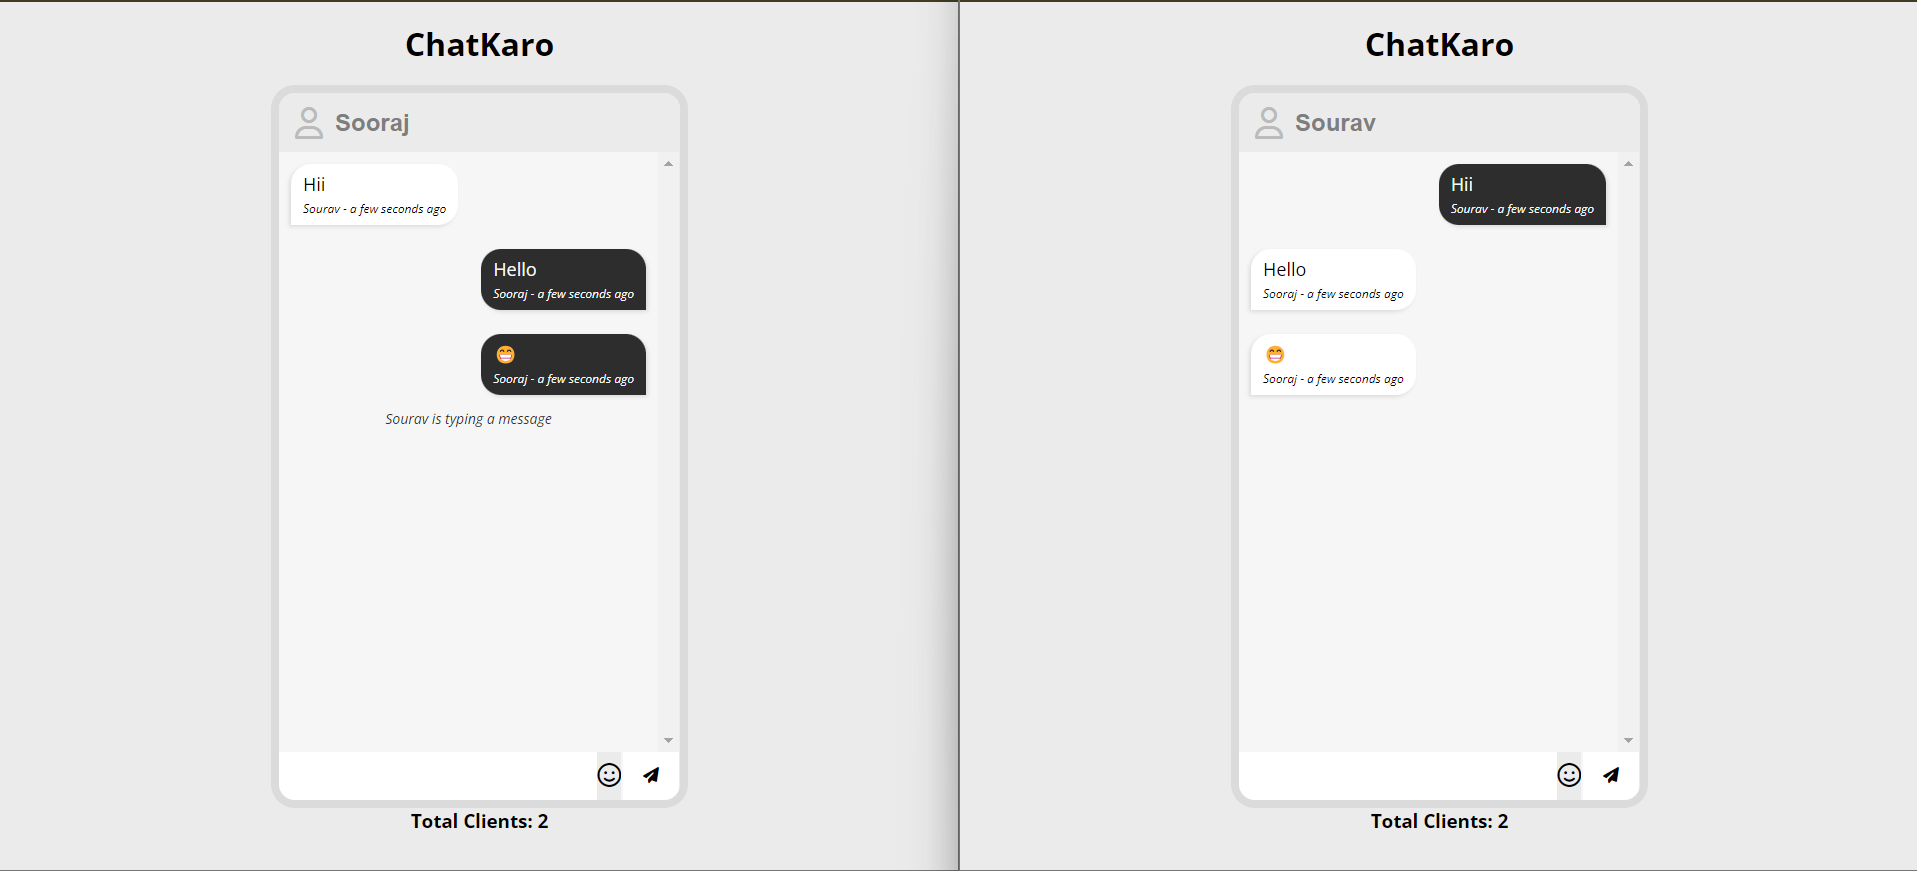 ChatKaro
Sooraj
Hii
Sourav - a few seconds ago
Hello
Sooraj - a few seconds ago
😁
Sooraj - a few seconds ago
Sourav is typing a message
Total Clients: 2
ChatKaro
Sourav
Hii
Sourav - a few seconds ago
Hello
Sooraj - a few seconds ago
😁
Sooraj - a few seconds ago
Total Clients: 2